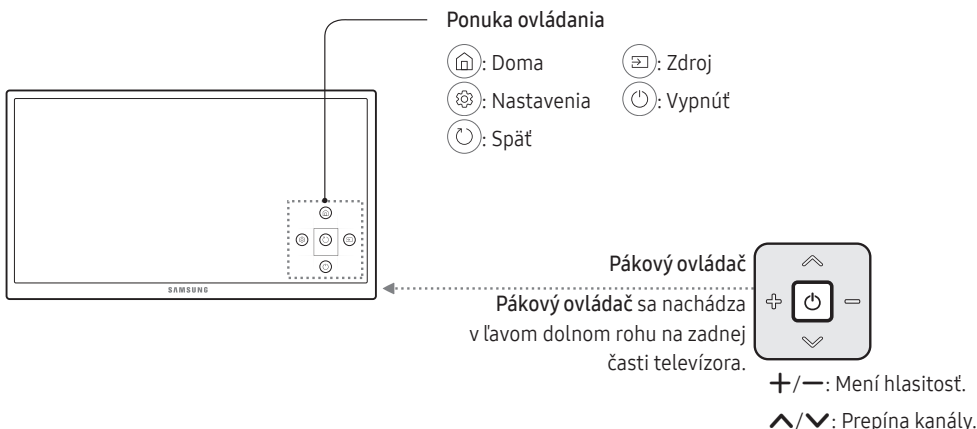 Ponuka ovládania
: Doma
: Zdroj
: Nastavenia
: Vypnúť
: Späť
SAMSUNG
Pákový ovládač
Pákový ovládač sa nachádza
v ľavom dolnom rohu na zadnej
časti televízora.
+/−: Mení hlasitosť.
∧/∨: Prepína kanály.